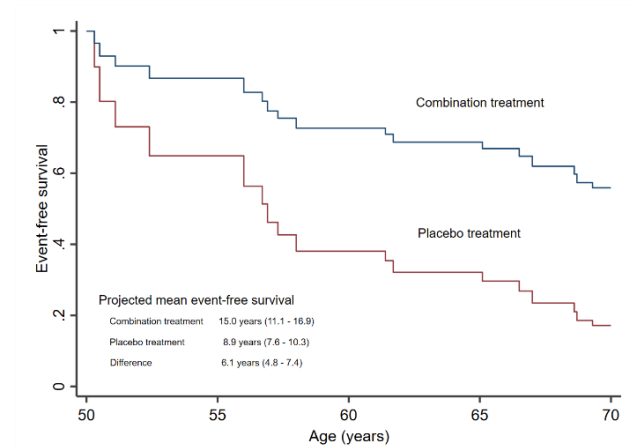 1
.8
.6
.4
.2
0
Event-free survival
Combination treatment
Placebo treatment
Projected mean event-free survival
Combination treatment 15.0 years (11.1 - 16.9)
Placebo treatment 8.9 years (7.6 - 10.3)
Difference 6.1 years (4.8 - 7.4)
50 55 60 65 70
Age (years)